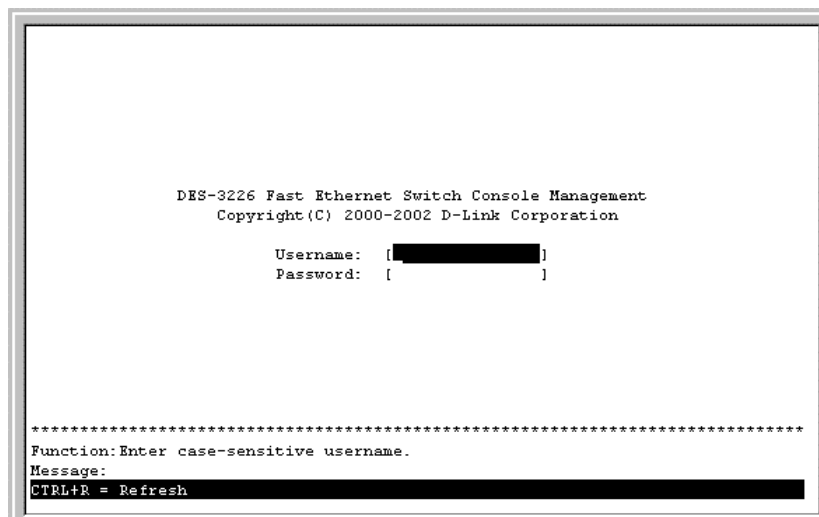 DES-3226 Fast Ethernet Switch Console Management
Copyright(C) 2000-2002 D-Link Corporation
Username: [ ]
Password: [ ]
********************************************************************************
Function:Enter case-sensitive username.
Message:
CTRL+R = Refresh